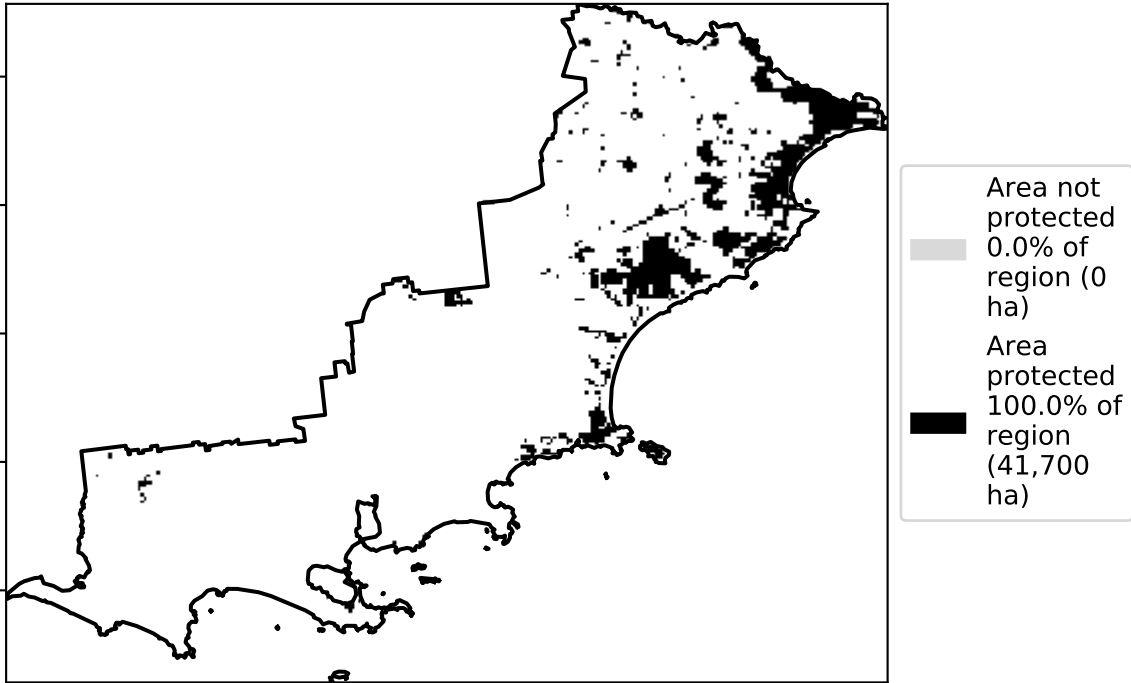 Area not
protected
0.0% of
region (0
ha)
Area
protected
100.0% of
region
(41,700
ha)